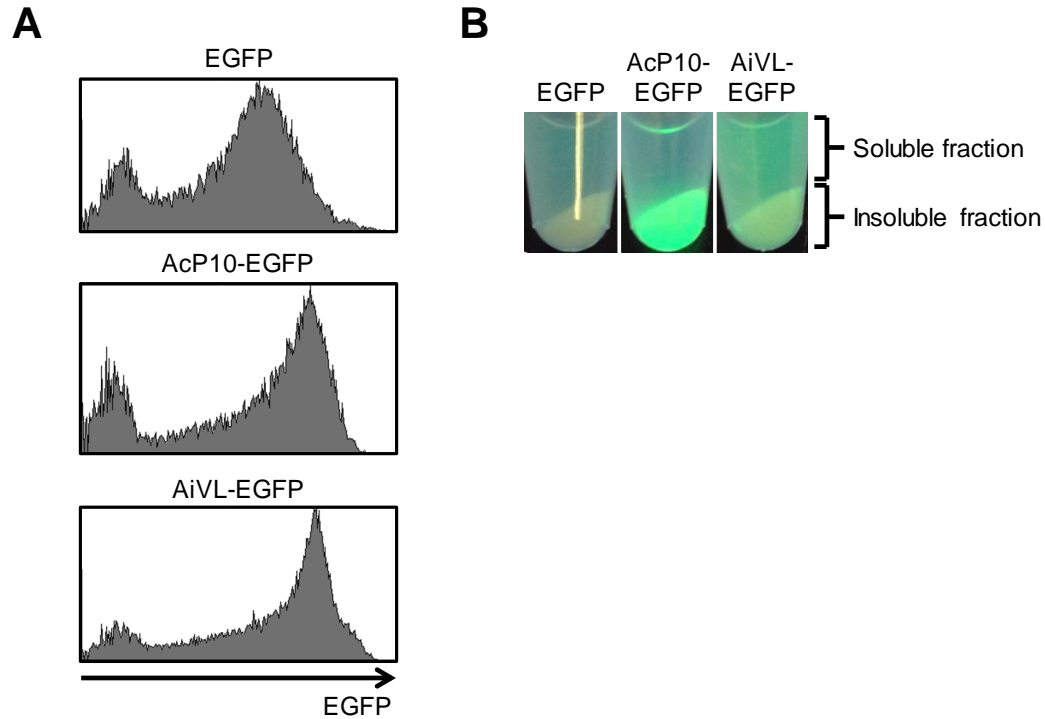 A
EGFP
AcP10-EGFP
AiVL-EGFP
EGFP
B
EGFP
AcP10-
EGFP
AiVL-
EGFP
Soluble fraction
Insoluble fraction